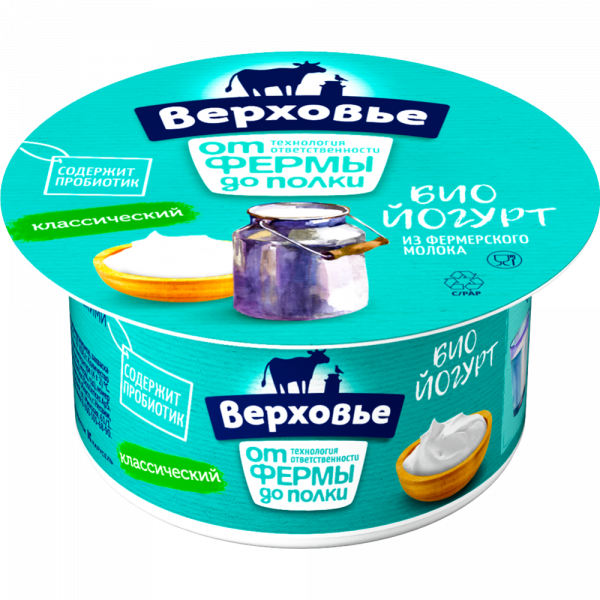 Верховье
ТЕХНОЛОГИЯ
ОТВЕТСТВЕННОСТИ
ОТ
ФЕРМЫ
ДО ПОЛКИ
СОДЕРЖИТ
ПРОБИОТИК
классический
БИО
ЙОГУРТ
ИЗ ФЕРМЕРСКОГО
МОЛОКА
C/PAP
Верховье
ТЕХНОЛОГИЯ
ОТВЕТСТВЕННОСТИ
ОТ
ФЕРМЫ
ДО ПОЛКИ
СОДЕРЖИТ
ПРОБИОТИК
классический
БИО
ЙОГУРТ